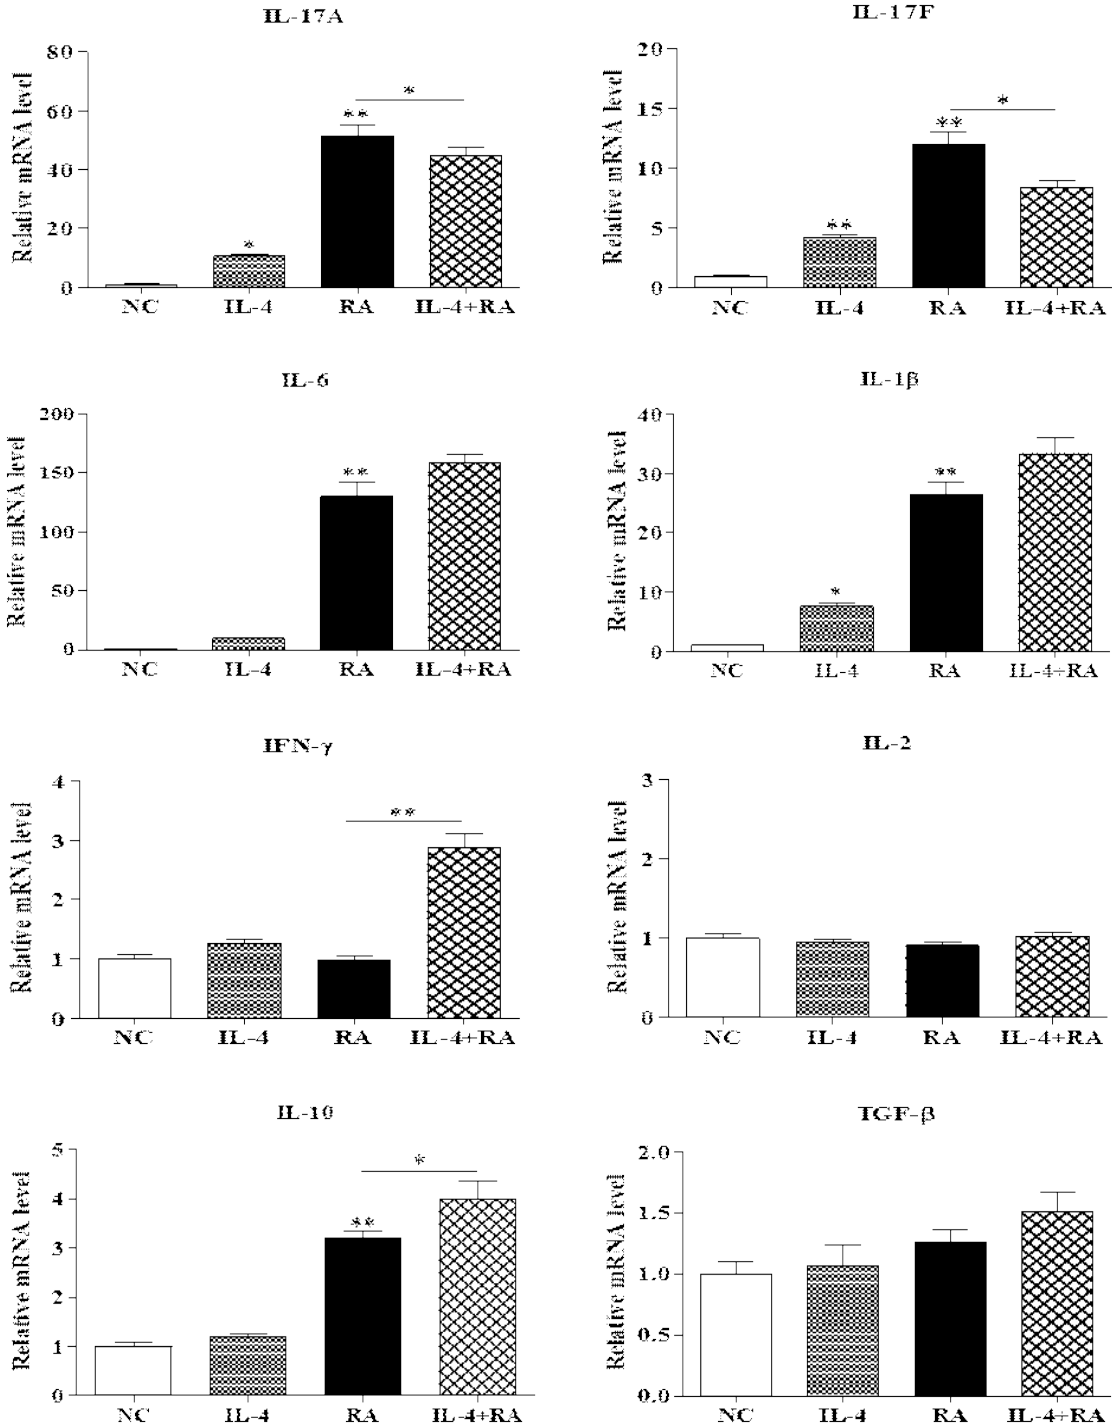 IL-17A
Relative mRNA level
80
60
40
20
0
* ** *
NC IL-4 RA IL-4+RA
IL-17F
Relative mRNA level
20
15
10
5
0
** ** *
NC IL-4 RA IL-4+RA
IL-6
Relative mRNA level
200
150
100
50
0
**
NC IL-4 RA IL-4+RA
IL-1β
Relative mRNA level
40
30
20
10
0
* **
NC IL-4 RA IL-4+RA
IFN-γ
Relative mRNA level
4
3
2
1
0
**
NC IL-4 RA IL-4+RA
IL-2
Relative mRNA level
3
2
1
0
NC IL-4 RA IL-4+RA
IL-10
Relative mRNA level
5
4
3
2
1
0
** *
NC IL-4 RA IL-4+RA
TGF-β
Relative mRNA level
2.0
1.5
1.0
0.5
0.0
NC IL-4 RA IL-4+RA